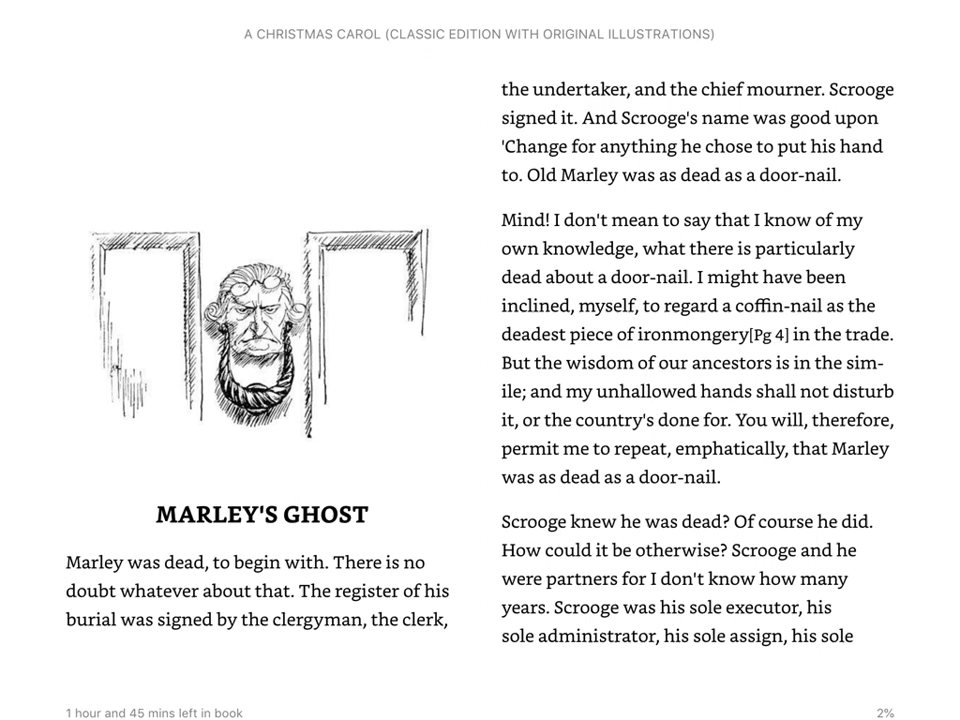 A CHRISTMAS CAROL (CLASSIC EDITION WITH ORIGINAL ILLUSTRATIONS)
MARLEY'S GHOST
Marley was dead, to begin with. There is no
doubt whatever about that. The register of his
burial was signed by the clergyman, the clerk,
the undertaker, and the chief mourner. Scrooge
signed it. And Scrooge's name was good upon
'Change for anything he chose to put his hand
to. Old Marley was as dead as a door-nail.
Mind! I don't mean to say that I know of my
own knowledge, what there is particularly
dead about a door-nail. I might have been
inclined, myself, to regard a coffin-nail as the
deadest piece of ironmongery[Pg 4] in the trade.
But the wisdom of our ancestors is in the sim-
ile; and my unhallowed hands shall not disturb
it, or the country's done for. You will, therefore,
permit me to repeat, emphatically, that Marley
was as dead as a door-nail.
Scrooge knew he was dead? Of course he did.
How could it be otherwise? Scrooge and he
were partners for I don't know how many
years. Scrooge was his sole executor, his
sole administrator, his sole assign, his sole
1 hour and 45 mins left in book
2%